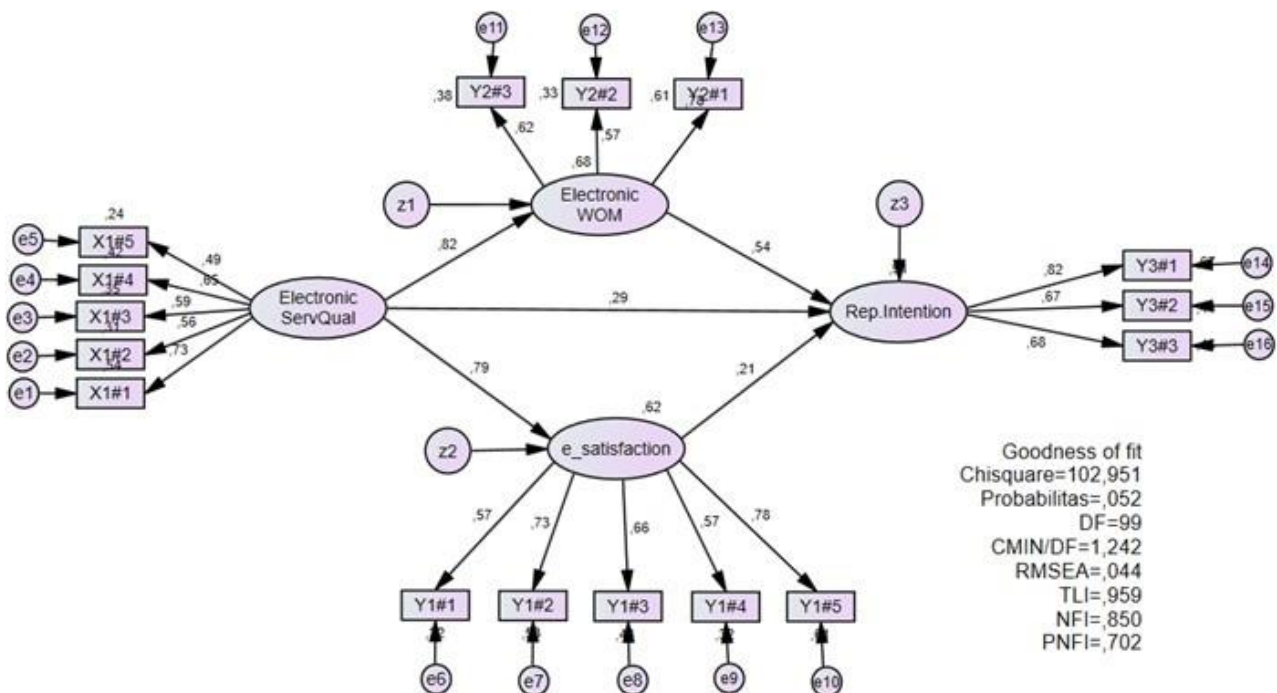 e11
e12
e13
,38
Y2#3
,33
Y2#2
,61
Y2#1
,62
,57
,78
,68
z1
Electronic
WOM
z3
,24
e5
X1#5
,49
,82
,54
,42
e4
X1#4
,65
,35
e3
X1#3
,59
Electronic
ServQual
,29
Rep.Intention
e2
X1#2
,56
,54
e1
X1#1
,73
,82
Y3#1
e14
,67
Y3#2
e15
,68
Y3#3
e16
,79
,21
,62
z2
e_satisfaction
,57
,73
,66
,57
,78
Y1#1
Y1#2
Y1#3
Y1#4
Y1#5
e6
e7
e8
e9
e10
Goodness of fit
Chisquare=102,951
Probabilitas=,052
DF=99
CMIN/DF=1,242
RMSEA=,044
TLI=,959
NFI=,850
PNFI=,702